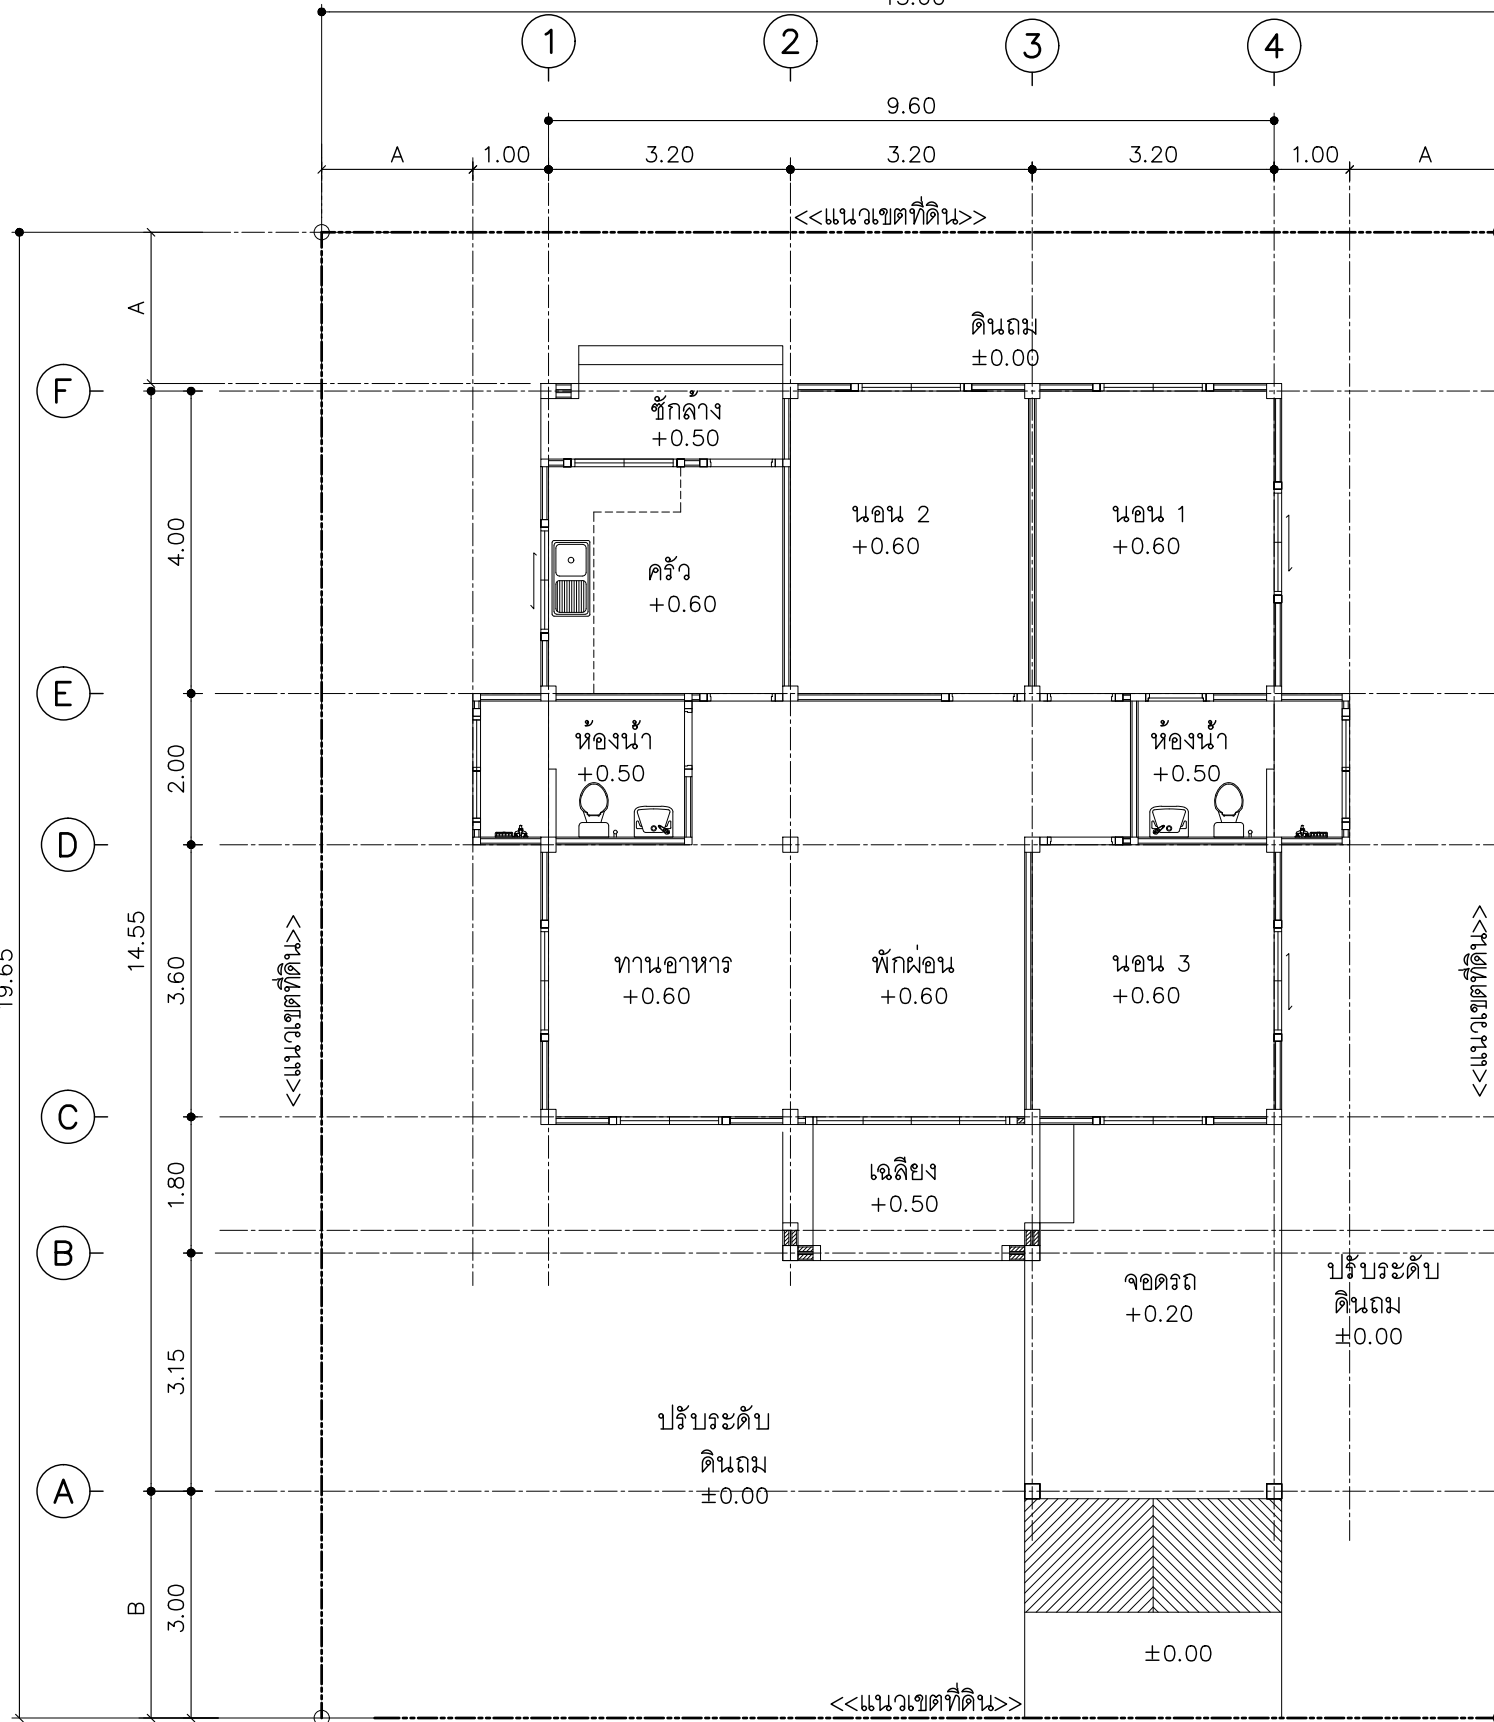 1 2 3 4
9.60
A 1.00 3.20 3.20 3.20 1.00 A
<<แนวเขตที่ดิน>>
A
ดินถม
±0.00
F
ซักล้าง
+0.50
4.00
นอน 2
+0.60
นอน 1
+0.60
ครัว
+0.60
E
2.00
ห้องน้ำ
+0.50
ห้องน้ำ
+0.50
D
19.65
14.55
<<แนวเขตที่ดิน>>
3.60
ทานอาหาร
+0.60
พักผ่อน
+0.60
นอน 3
+0.60
<<แนวเขตที่ดิน>>
C
1.80
เฉลียง
+0.50
B
จอดรถ
+0.20
ปรับระดับ
ดินถม
±0.00
3.15
ปรับระดับ
ดินถม
±0.00
A
B
3.00
±0.00
<<แนวเขตที่ดิน>>